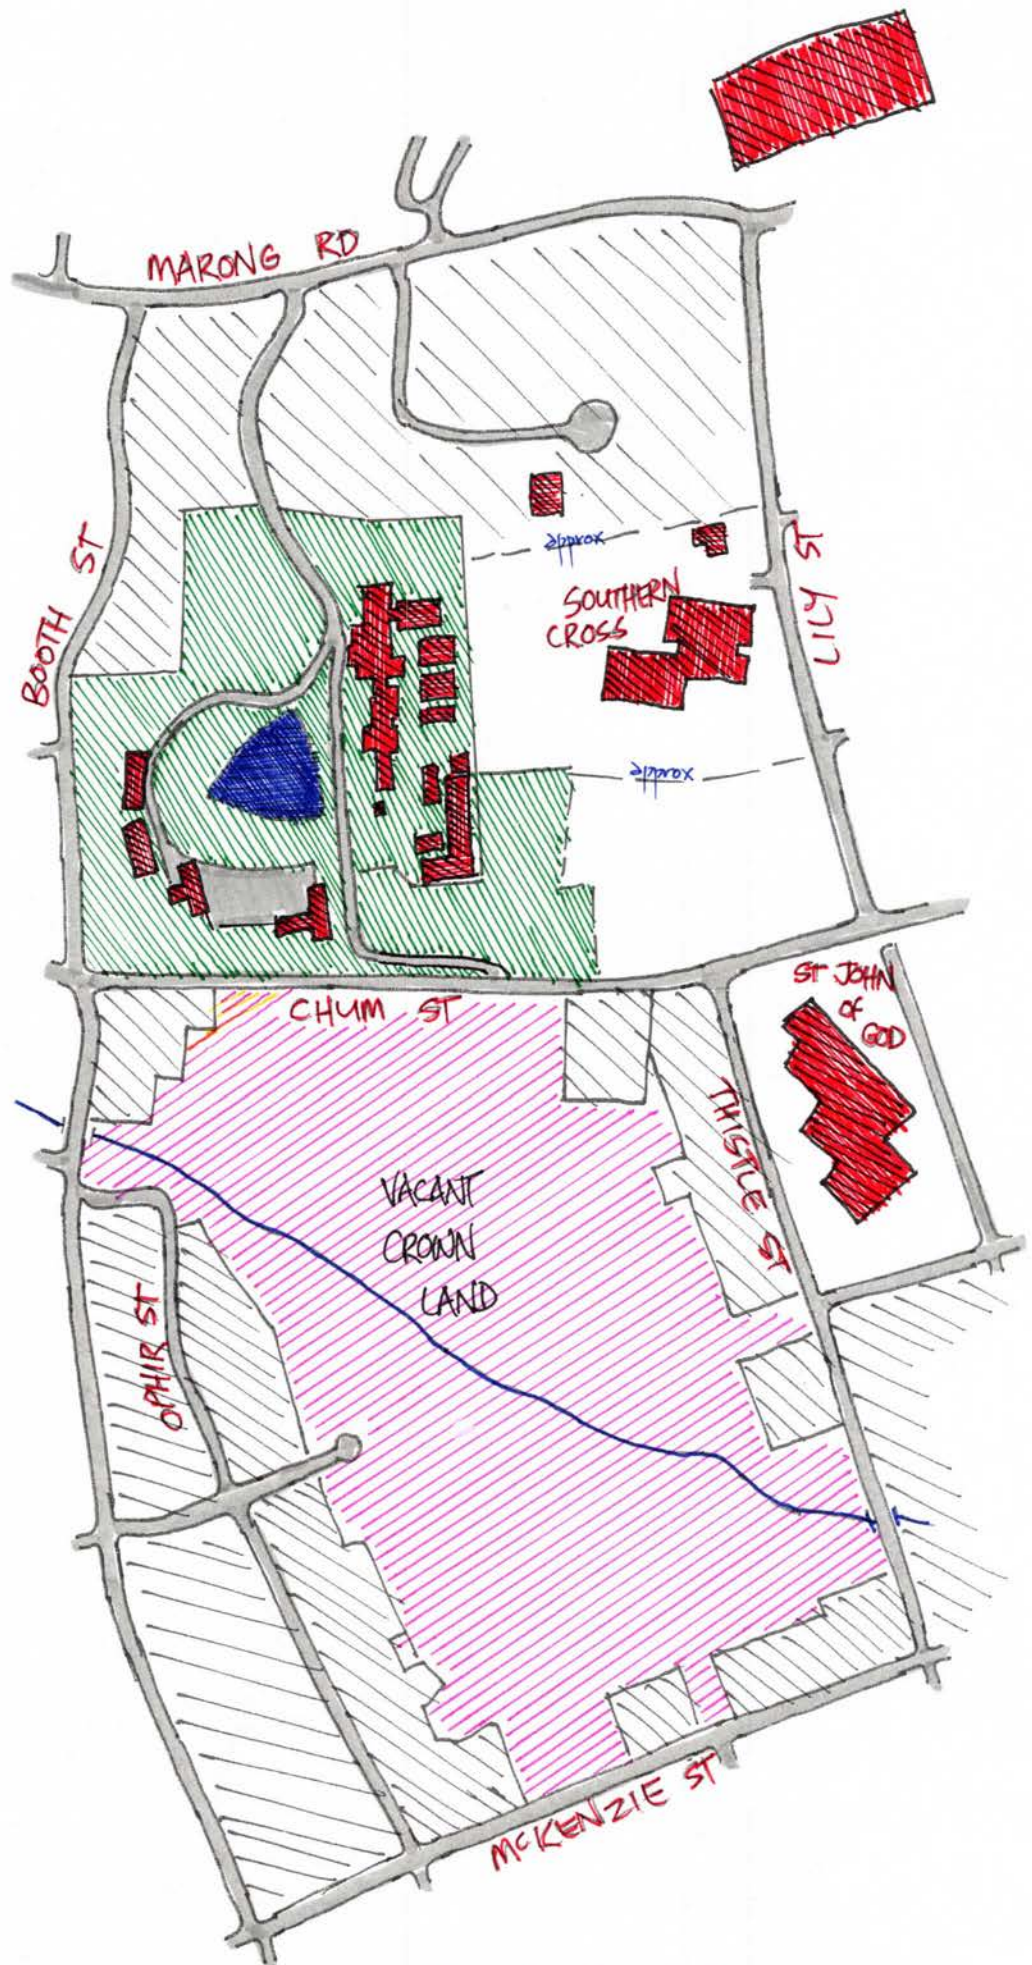 MARONG RD
approx
SOUTHERN
CROSS
BOOTH ST
LILY ST
approx
ST JOHN
of
GOD
CHUM ST
THISTLE ST
VACANT
CROWN
LAND
OPHIR ST
McKENZIE ST